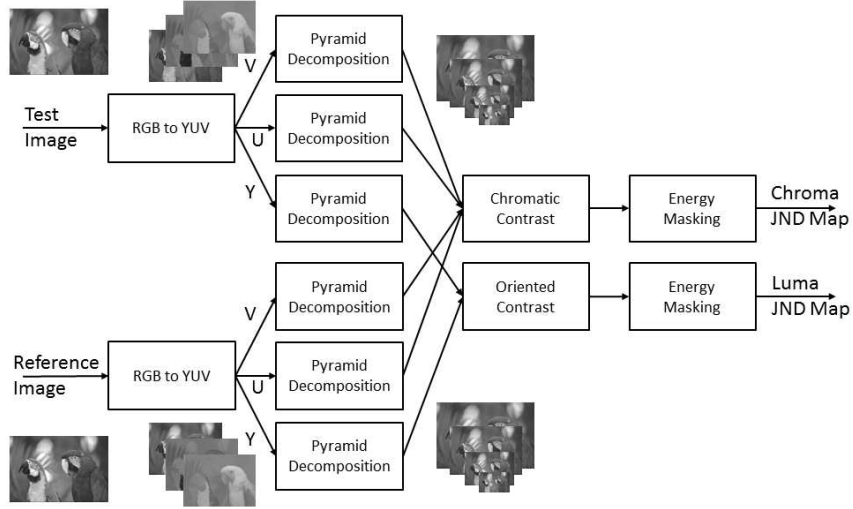 Pyramid
Decomposition
V
Test
Image
RGB to YUV
U
Pyramid
Decomposition
Y
Pyramid
Decomposition
Chromatic
Contrast
Energy
Masking
Chroma
JND Map
V
Pyramid
Decomposition
Oriented
Contrast
Energy
Masking
Luma
JND Map
Reference
Image
RGB to YUV
U
Pyramid
Decomposition
Y
Pyramid
Decomposition